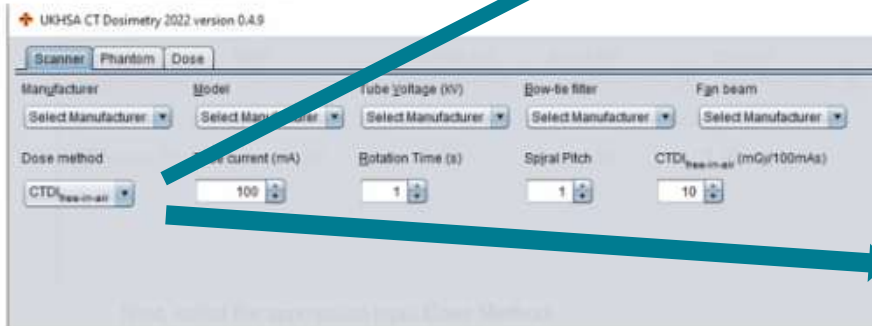 UKHSA CT Dosimetry 2022 version 0.4.9
Scanner Phantom Dose
Manufacturer Model Tube Voltage (kV) Bow-tie filter Fan beam
Select Manufacturer Select Manufacturer Select Manufacturer Select Manufacturer Select Manufacturer
Dose method current (mA) Rotation Time (s) Spiral Pitch CTDIfree-in-air (mGy/100mAs)
CTDIfree-in-air 100 1 1 10